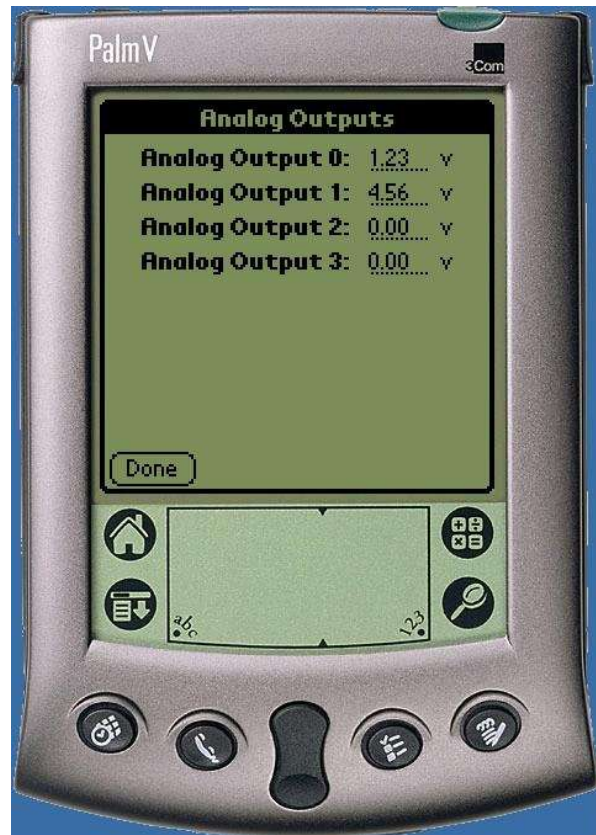 PalmV
3Com
Analog Outputs
Analog Output 0: 1.23 v
Analog Output 1: 4.56 v
Analog Output 2: 0.00 v
Analog Output 3: 0.00 v
Done
abc
123